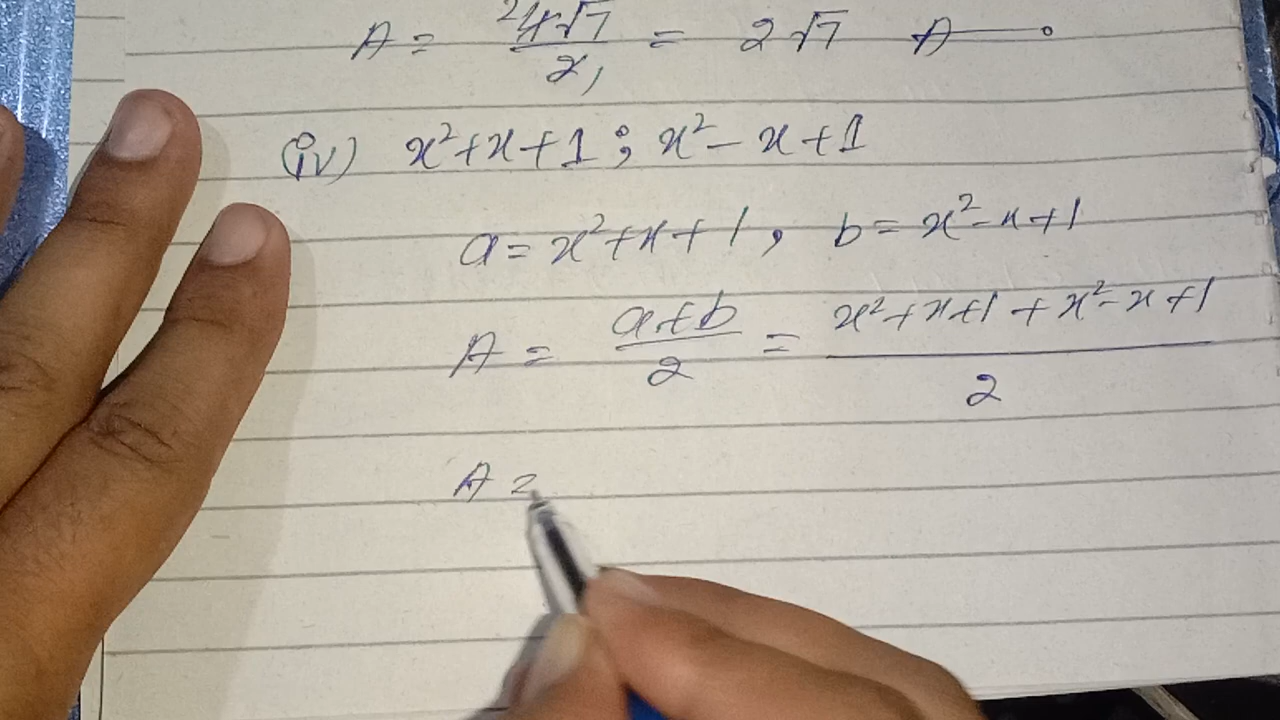 A = 2 4√7 / 2 = 2√7 A
(iv) x²+x+1 ; x²-x+1
a = x²+x+1 , b = x²-x+1
A = a+b / 2 = x²+x+1 + x²-x+1 / 2
A =